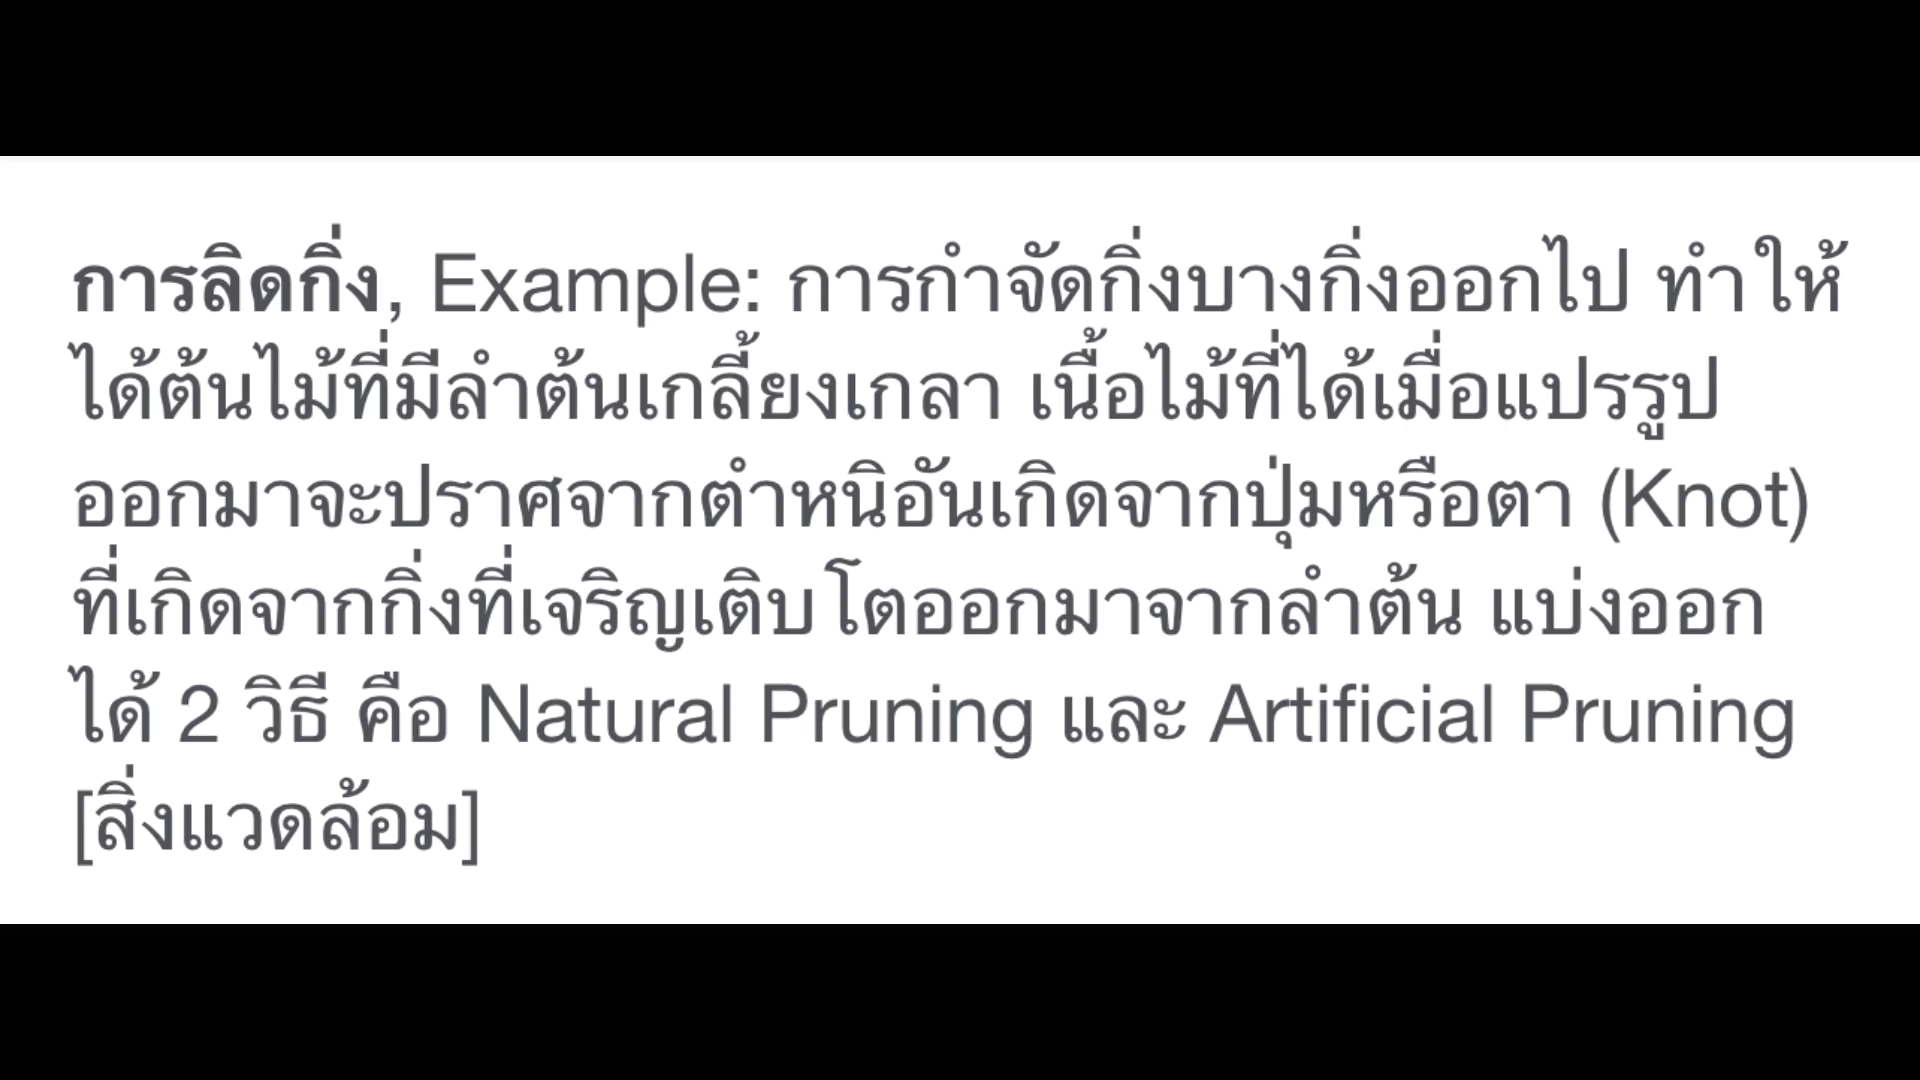 การลิดกิ่ง, Example: การกำจัดกิ่งบางกิ่งออกไป ทำให้
ได้ต้นไม้ที่มีลำต้นเกลี้ยงเกลา เนื้อไม้ที่ได้เมื่อแปรรูป
ออกมาจะปราศจากตำหนิอันเกิดจากปุ่มหรือตา (Knot)
ที่เกิดจากกิ่งที่เจริญเติบโตออกมาจากลำต้น แบ่งออก
ได้ 2 วิธี คือ Natural Pruning และ Artificial Pruning
[สิ่งแวดล้อม]